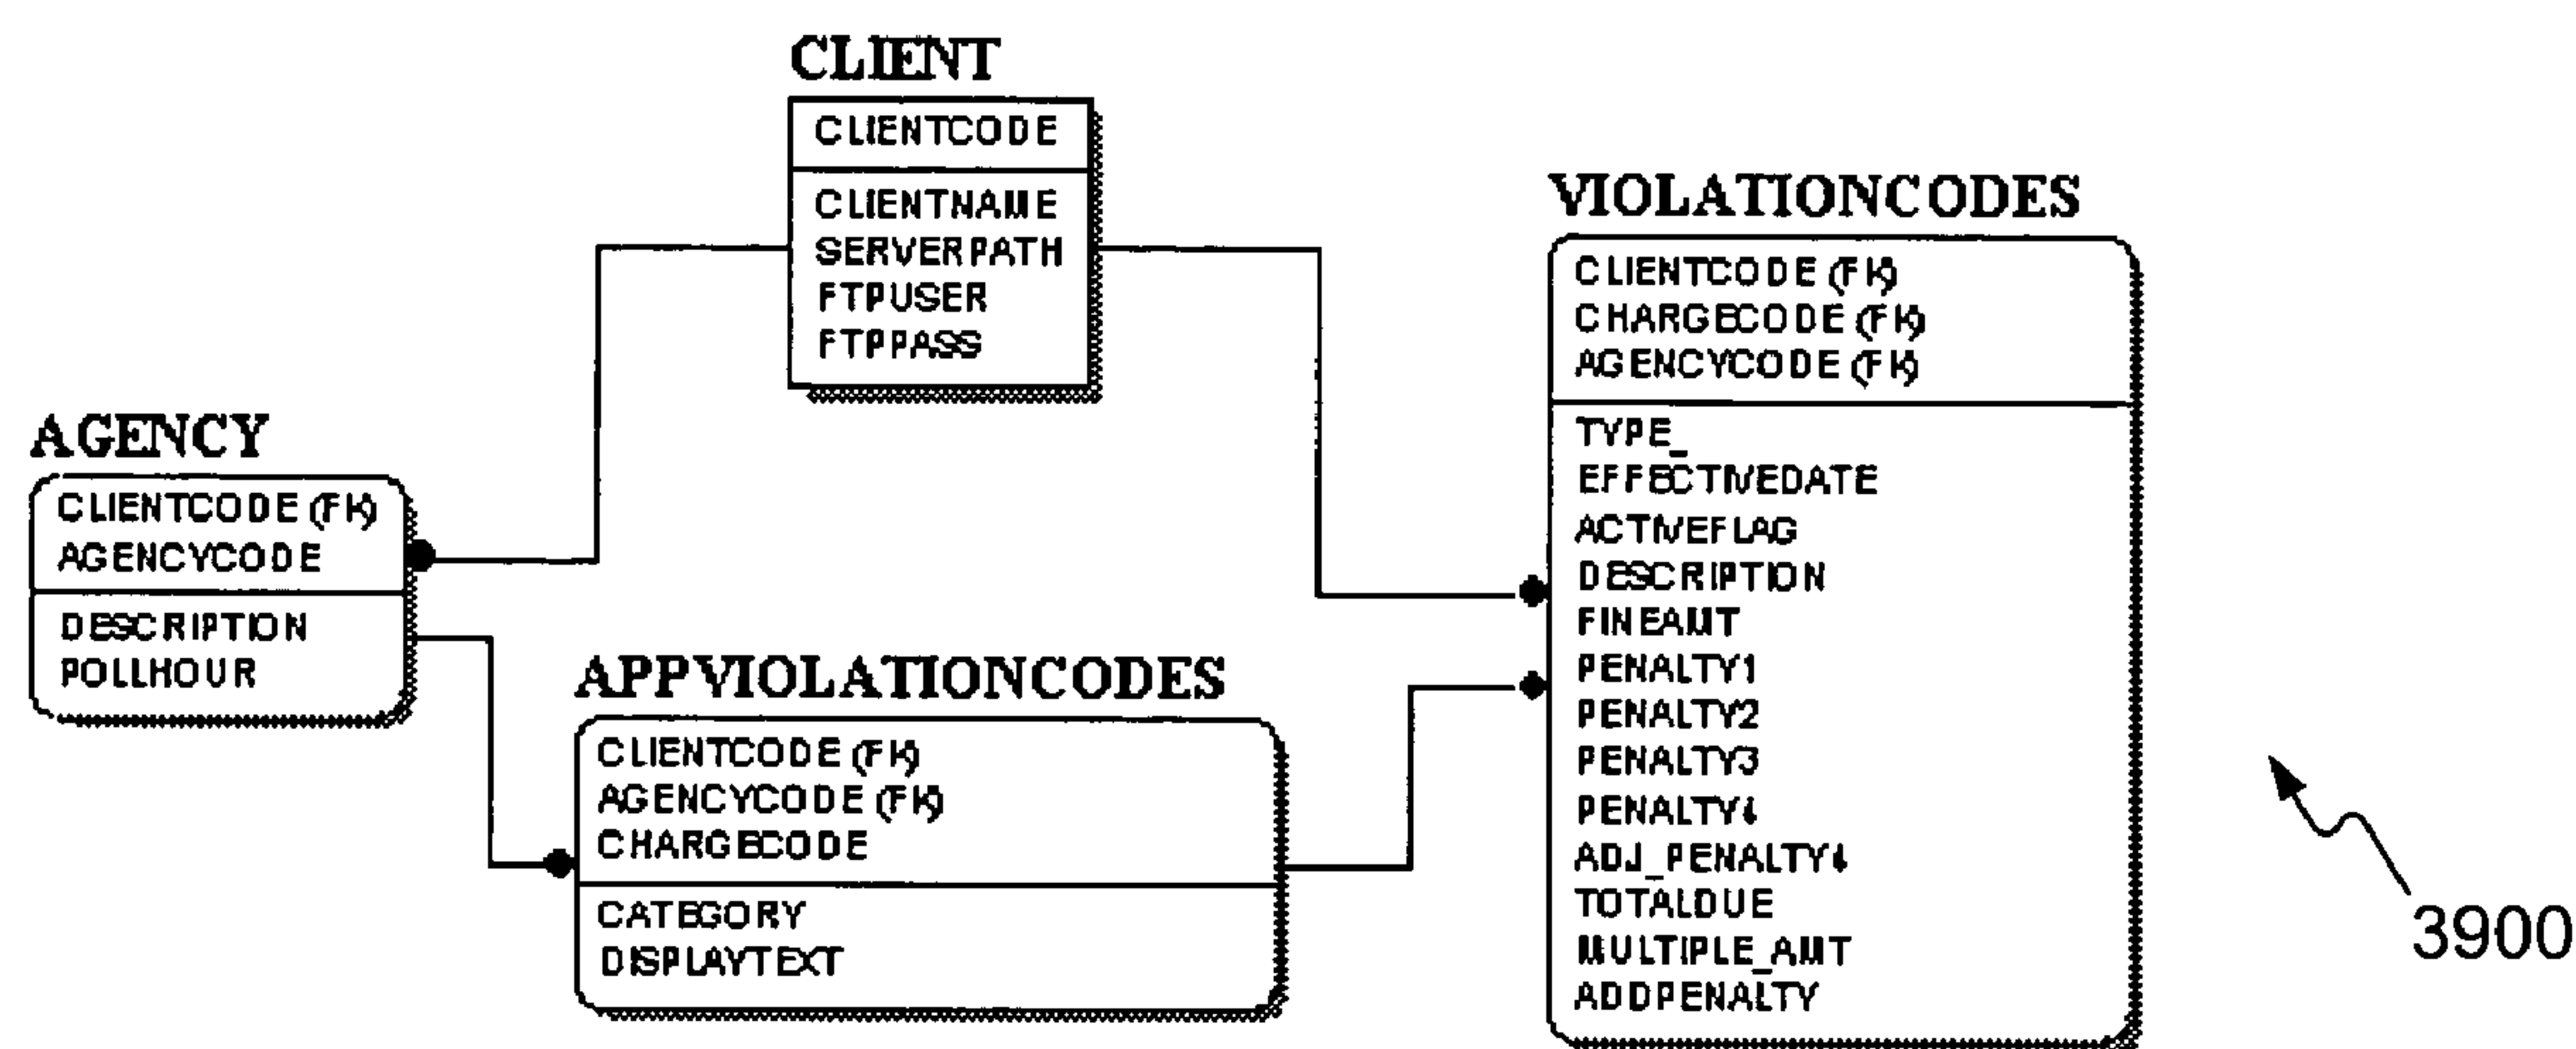 CLIENT
CLIENTCODE
CLIENTNAME
SERVERPATH
FTPUSER
FTPPASS
VIOLATIONCODES
CLIENTCODE (FK)
CHARGECODE (FK)
AGENCYCODE (FK)
TYPE_
EFFECTIVEDATE
ACTIVEFLAG
DESCRIPTION
FINEAMT
PENALTY1
PENALTY2
PENALTY3
PENALTY4
ADJ_PENALTY4
TOTALDUE
MULTIPLE_AMT
ADDPENALTY
AGENCY
CLIENTCODE (FK)
AGENCYCODE
DESCRIPTION
POLLHOUR
APPVIOLATIONCODES
CLIENTCODE (FK)
AGENCYCODE (FK)
CHARGECODE
CATEGORY
DISPLAYTEXT
3900